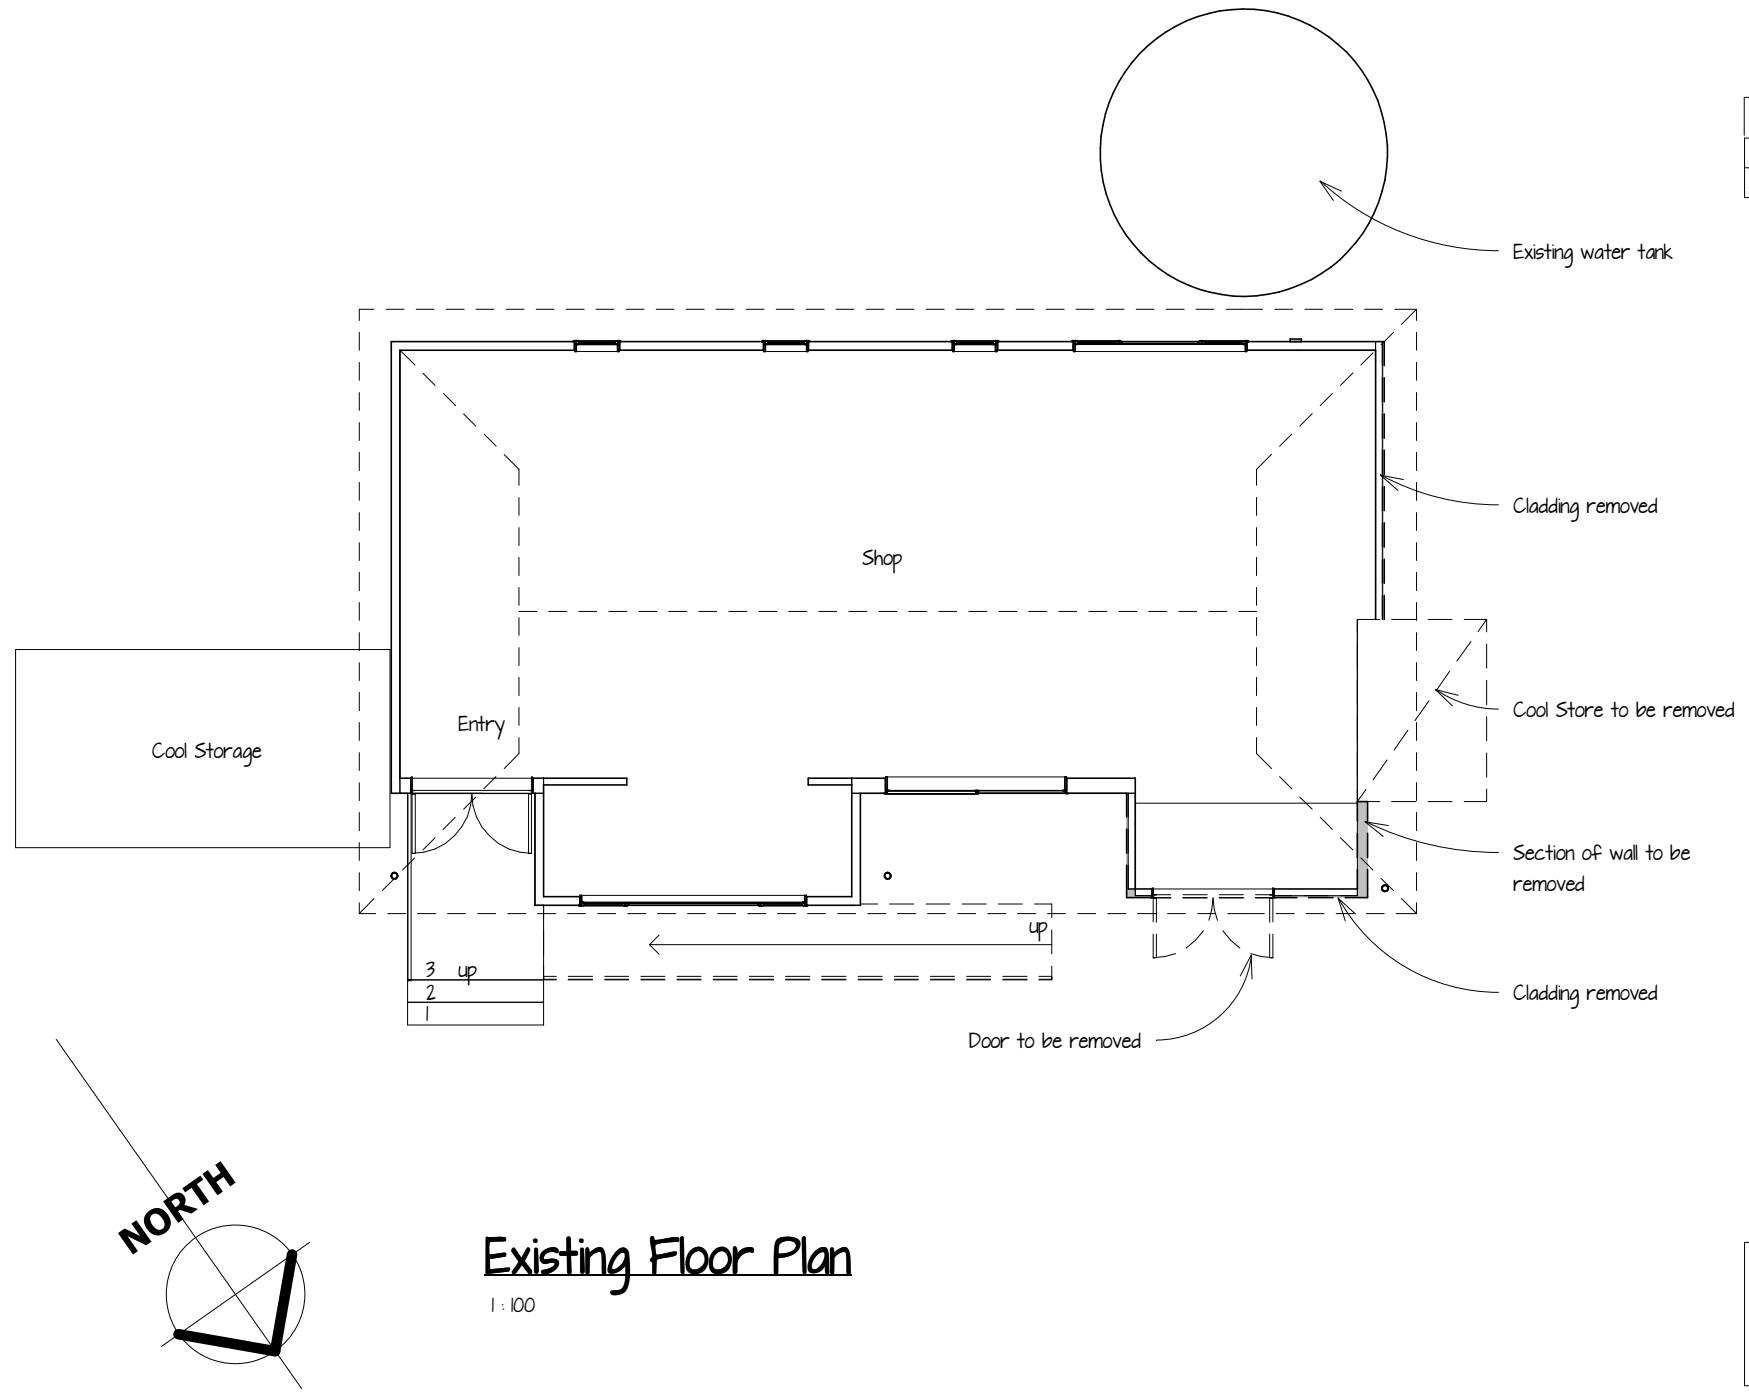 Existing water tank
Cladding removed
Shop
Cool Store to be removed
Entry
Cool Storage
Section of wall to be
removed
up
3 up
2
1
Cladding removed
Door to be removed
NORTH
Existing Floor Plan
1 : 100